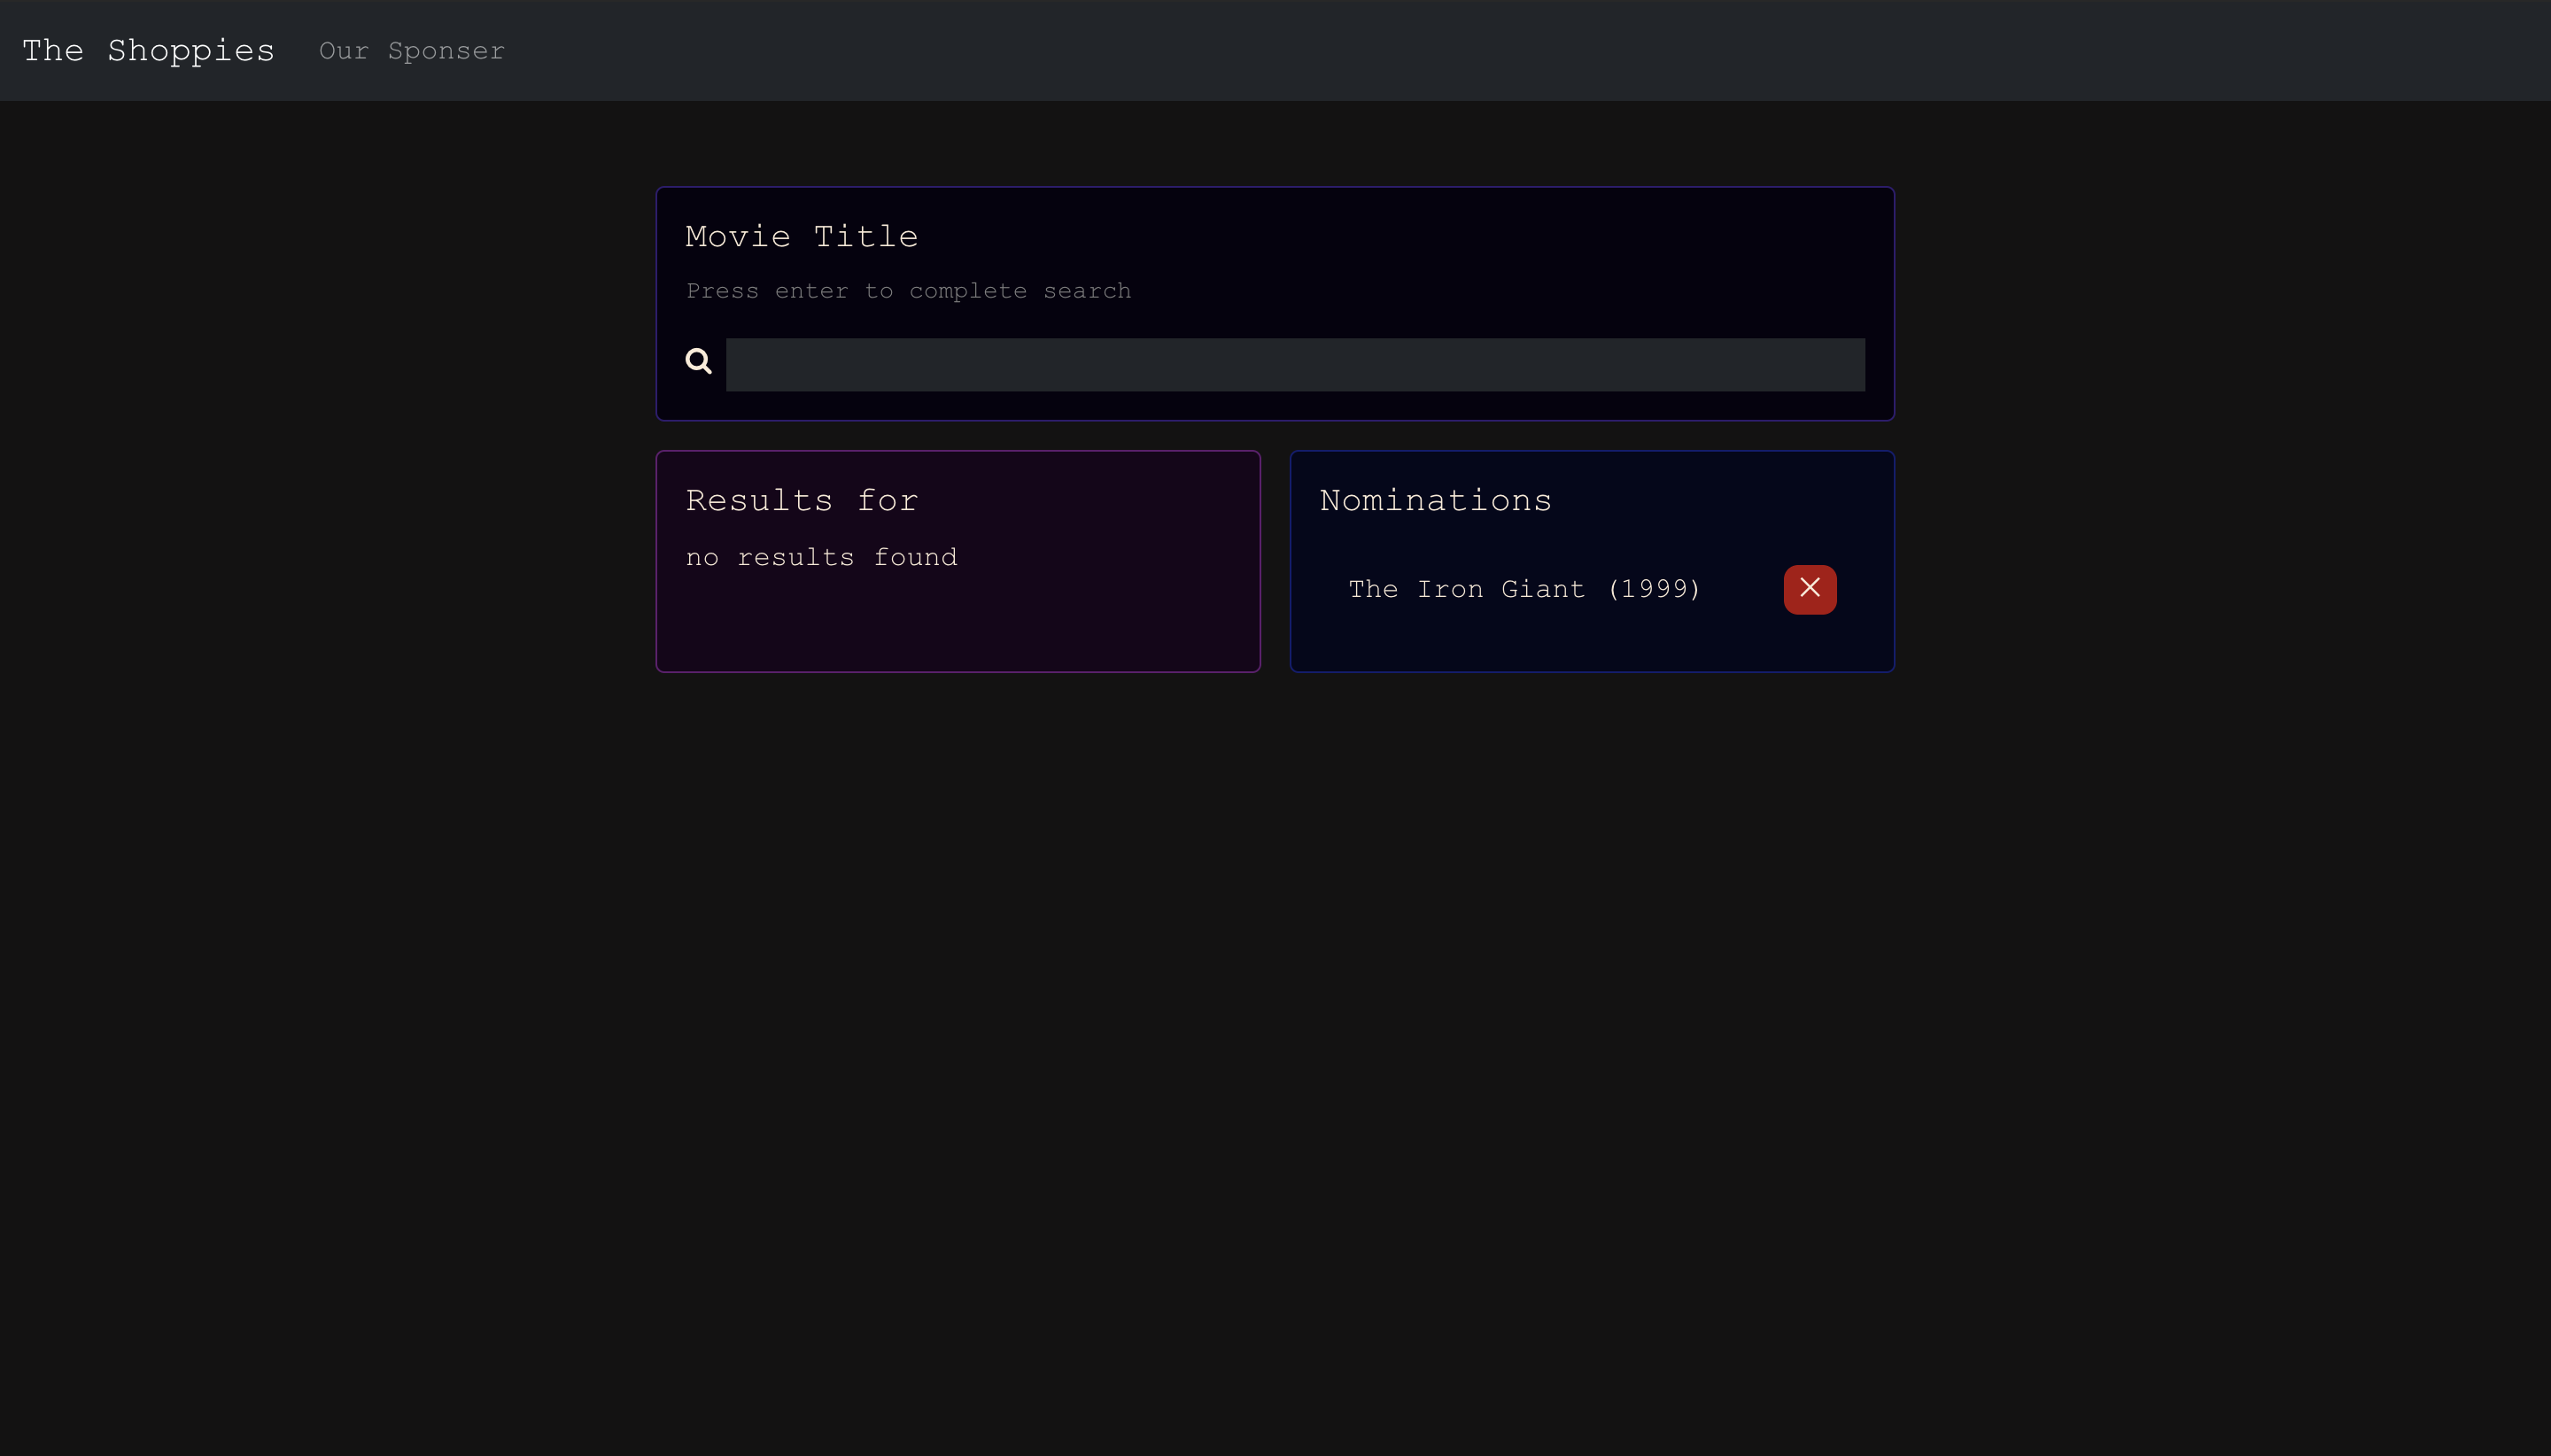 The Shoppies Our Sponser
Movie Title
Press enter to complete search
Results for
no results found
Nominations
The Iron Giant (1999)